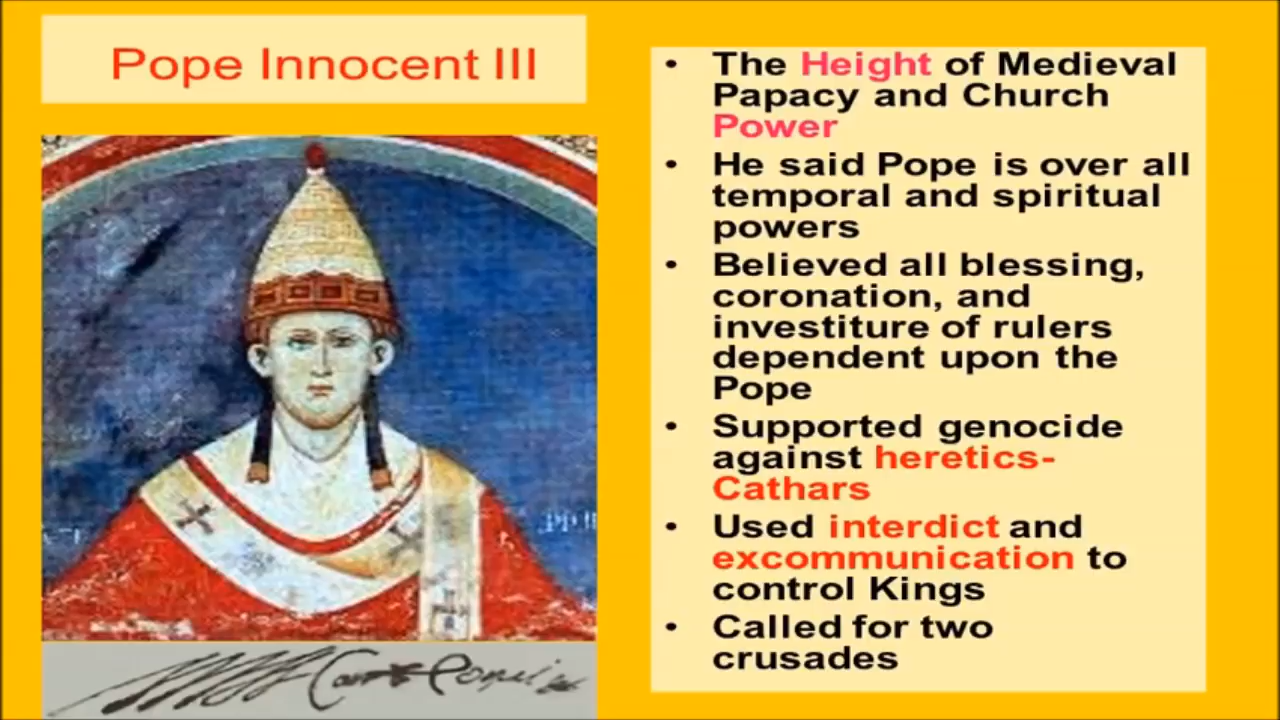 Pope Innocent III
• The Height of Medieval
Papacy and Church
Power
• He said Pope is over all
temporal and spiritual
powers
• Believed all blessing,
coronation, and
investiture of rulers
dependent upon the
Pope
• Supported genocide
against heretics-
Cathars
• Used interdict and
excommunication to
control Kings
• Called for two
crusades